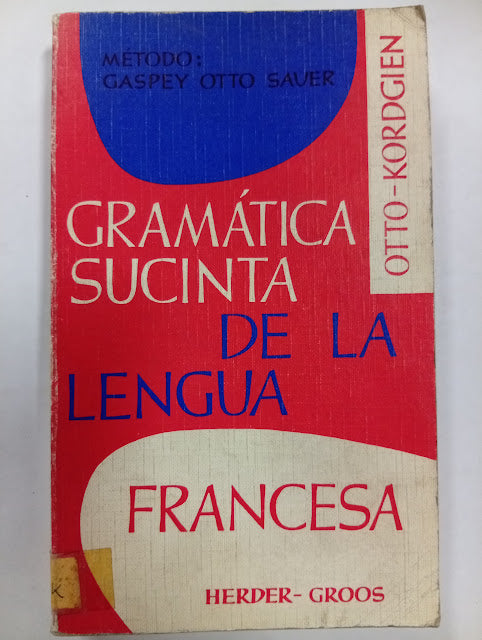 MÉTODO:
GASPEY OTTO SAUER
OTTO-KORDGIEN
GRAMÁTICA
SUCINTA
DE LA
LENGUA
FRANCESA
HERDER-GROOS